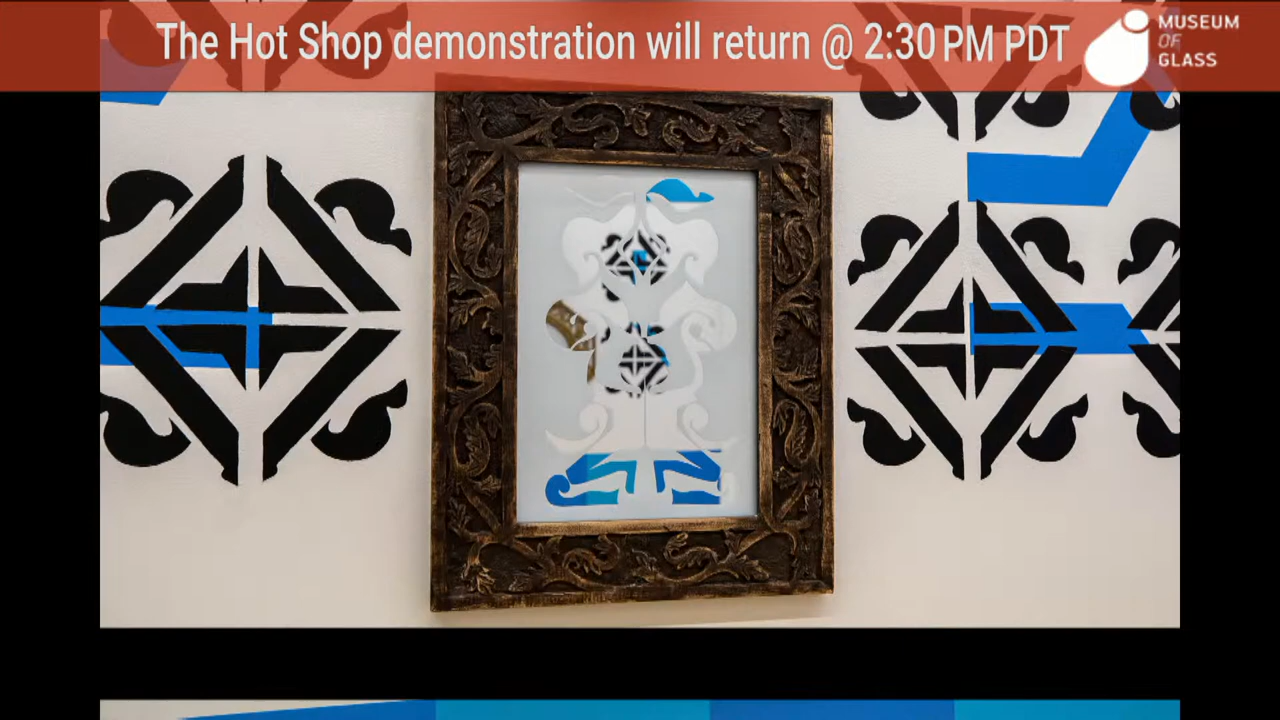 The Hot Shop demonstration will return @ 2:30 PM PDT
MUSEUM
OF
GLASS